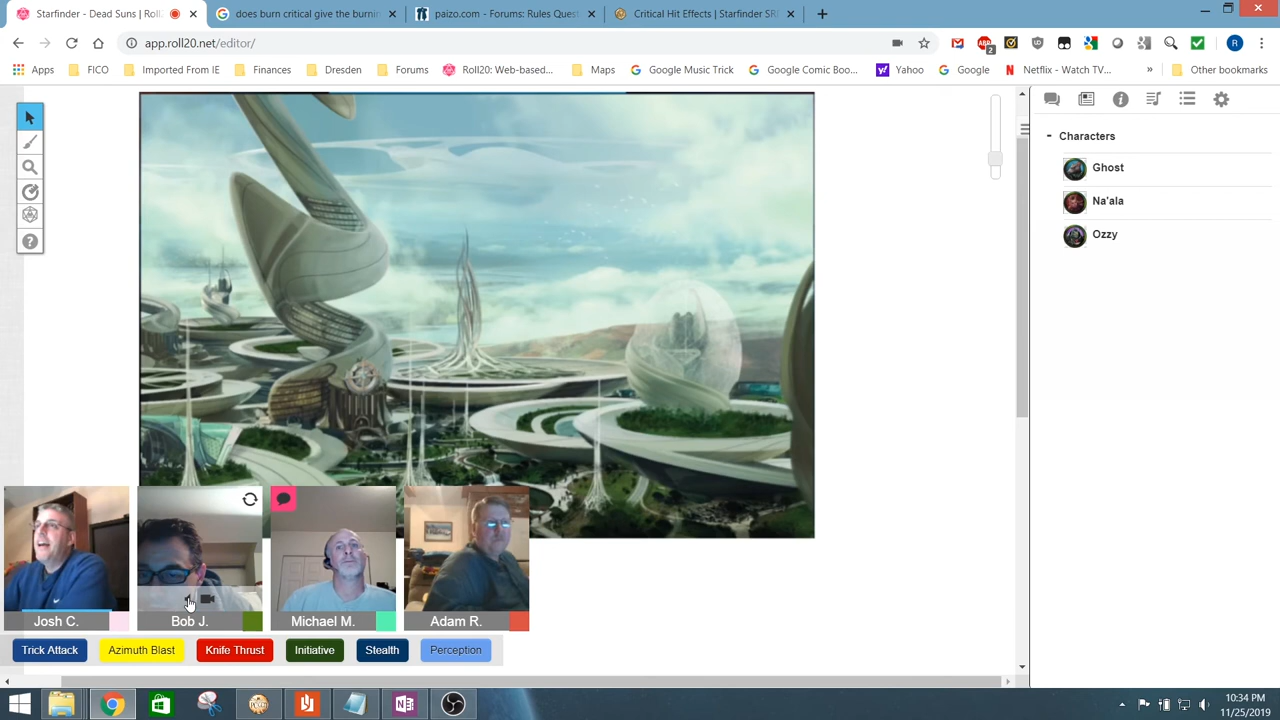 Starfinder - Dead Suns | Roll2
does burn critical give the burnin
paizo.com - Forums: Rules Quest
Critical Hit Effects | Starfinder SRD
app.roll20.net/editor/
2
R
Apps
FICO
Imported From IE
Finances
Dresden
Forums
Roll20: Web-based...
Maps
Google Music Trick
Google Comic Boo...
Yahoo
Google
Netflix - Watch TV...
»
Other bookmarks
Characters
Ghost
Na'ala
Ozzy
Josh C.
Bob J.
Michael M.
Adam R.
Trick Attack
Azimuth Blast
Knife Thrust
Initiative
Stealth
Perception
10:34 PM
11/25/2019